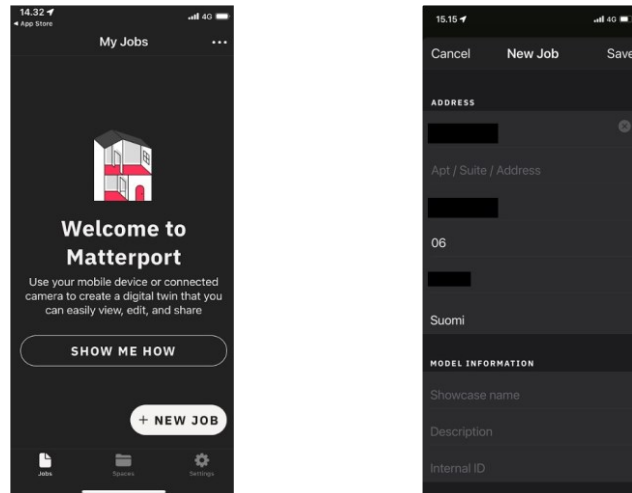 14.32
App Store
4G
My Jobs
Welcome to
Matterport
Use your mobile device or connected
camera to create a digital twin that you
can easily view, edit, and share
SHOW ME HOW
+ NEW JOB
Jobs
Spaces
Settings
15.15
4G
Cancel
New Job
Save
ADDRESS
Apt / Suite / Address
06
Suomi
MODEL INFORMATION
Showcase name
Description
Internal ID